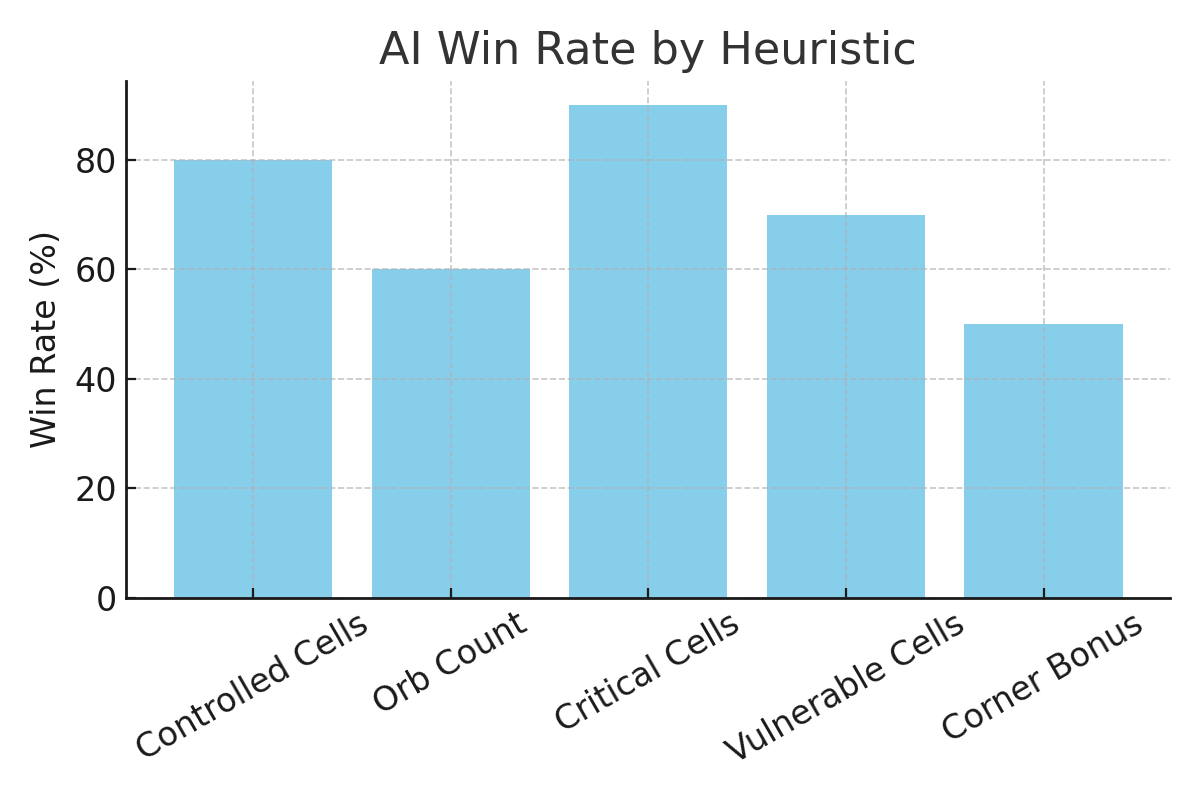 AI Win Rate by Heuristic
Win Rate (%)
80
60
40
20
0
Controlled Cells
Orb Count
Critical Cells
Vulnerable Cells
Corner Bonus